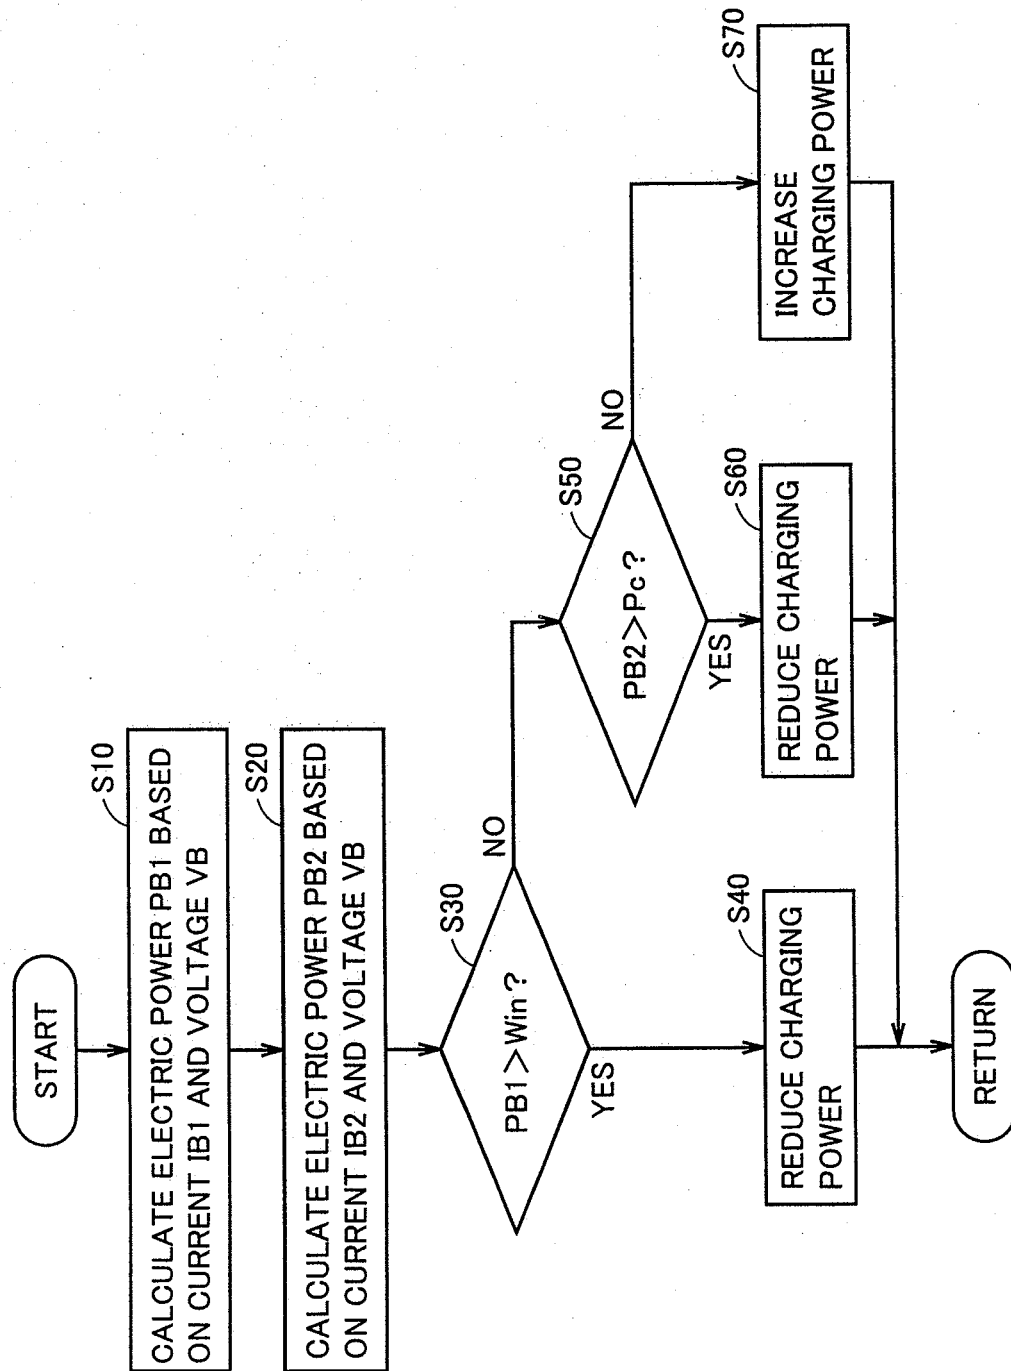 START
S10
CALCULATE ELECTRIC POWER PB1 BASED
ON CURRENT IB1 AND VOLTAGE VB
S20
CALCULATE ELECTRIC POWER PB2 BASED
ON CURRENT IB2 AND VOLTAGE VB
S30
PB1>Win?
NO
YES
S50
PB2>Pc?
NO
YES
S40
REDUCE CHARGING
POWER
S60
REDUCE CHARGING
POWER
S70
INCREASE
CHARGING POWER
RETURN